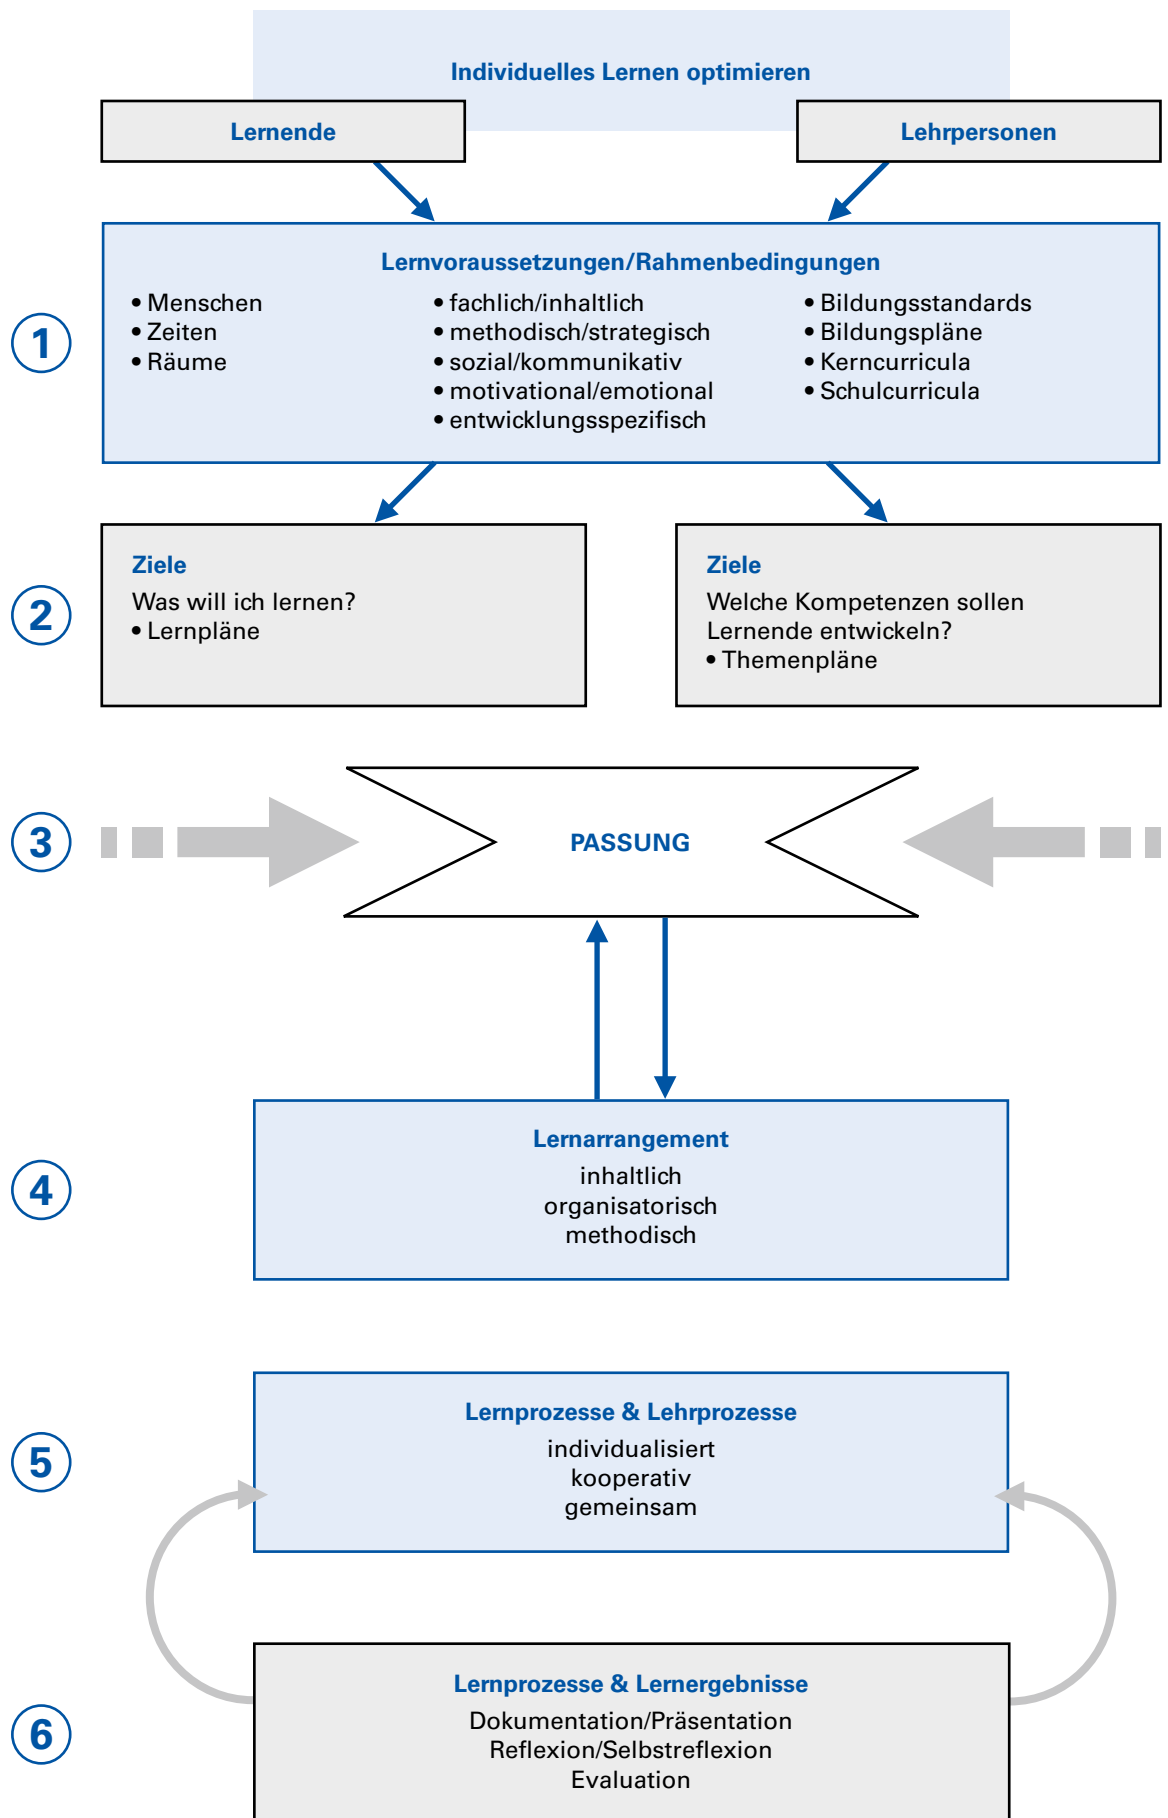 Individuelles Lernen optimieren
Lernende
Lehrpersonen
1
Lernvoraussetzungen/Rahmenbedingungen
• Menschen
• Zeiten
• Räume
• fachlich/inhaltlich
• methodisch/strategisch
• sozial/kommunikativ
• motivational/emotional
• entwicklungsspezifisch
• Bildungsstandards
• Bildungspläne
• Kerncurricula
• Schulcurricula
2
Ziele
Was will ich lernen?
• Lernpläne
Ziele
Welche Kompetenzen sollen
Lernende entwickeln?
• Themenpläne
3
PASSUNG
4
Lernarrangement
inhaltlich
organisatorisch
methodisch
5
Lernprozesse & Lehrprozesse
individualisiert
kooperativ
gemeinsam
6
Lernprozesse & Lernergebnisse
Dokumentation/Präsentation
Reflexion/Selbstreflexion
Evaluation